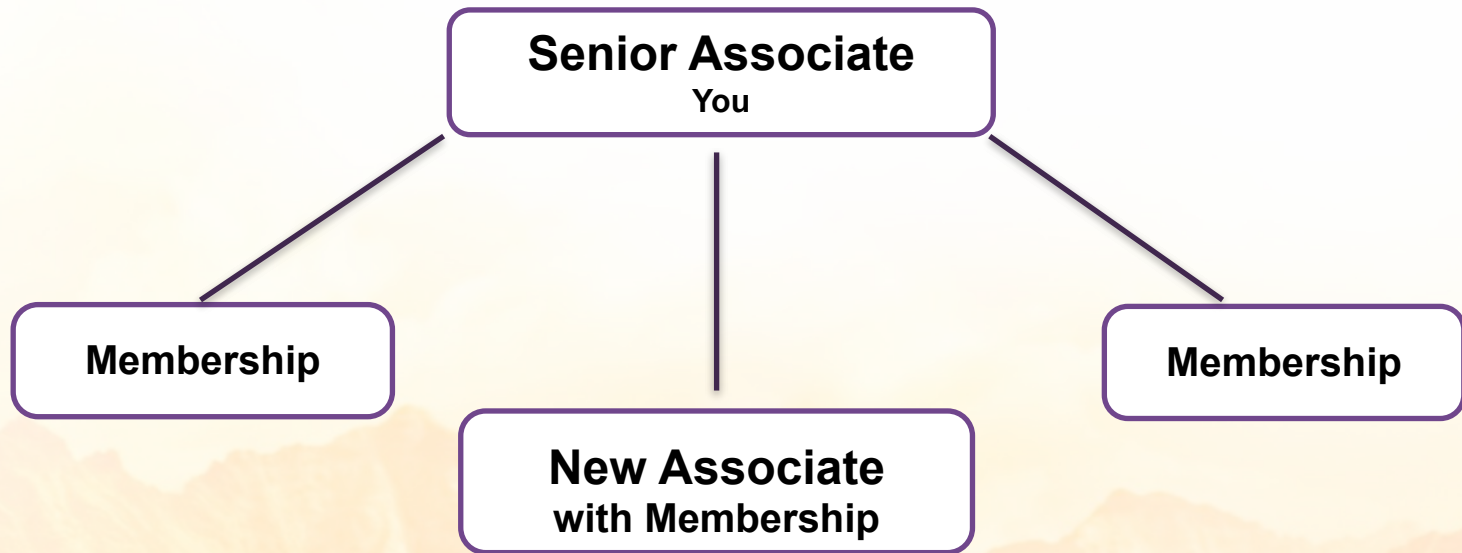 Senior Associate
You
Membership
Membership
New Associate
with Membership